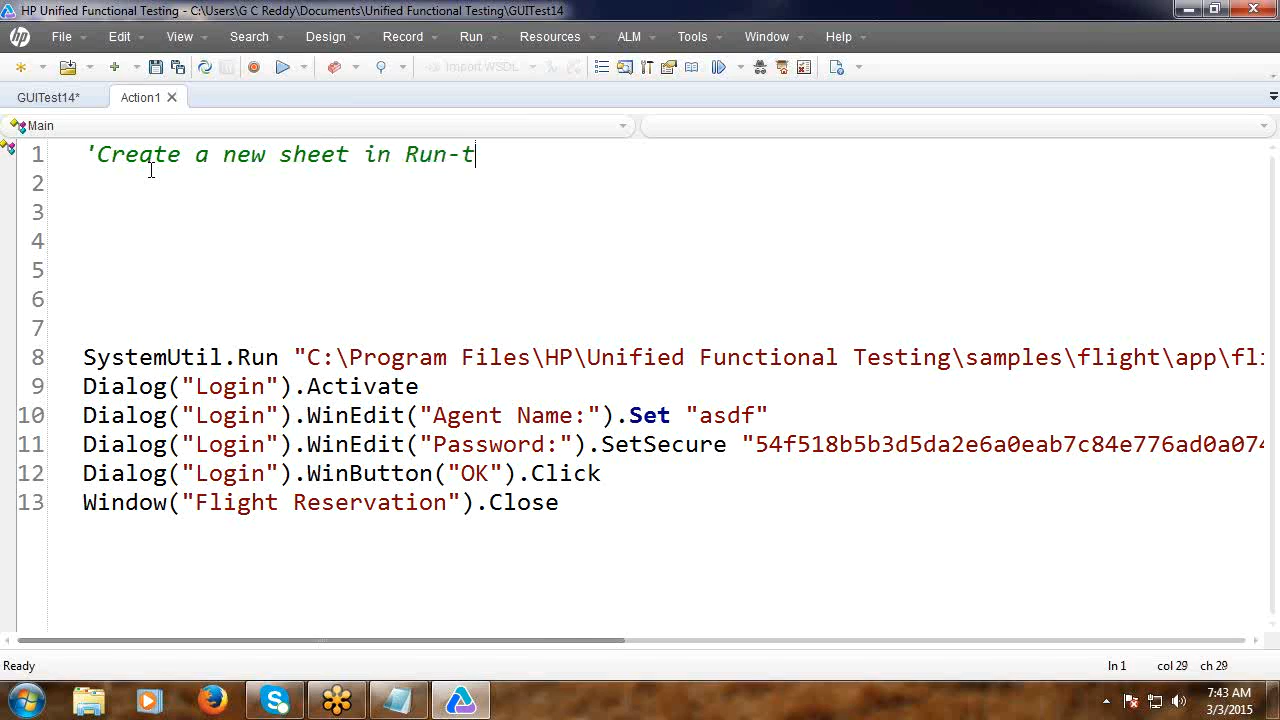 HP Unified Functional Testing - C:\Users\G C Reddy\Documents\Unified Functional Testing\GUITest14
hp File Edit View Search Design Record Run Resources ALM Tools Window Help
Import WSDL
GUITest14* Action1
Main
1 'Create a new sheet in Run-t
2
3
4
5
6
7
8 SystemUtil.Run "C:\Program Files\HP\Unified Functional Testing\samples\flight\app\fli
9 Dialog("Login").Activate
10 Dialog("Login").WinEdit("Agent Name:").Set "asdf"
11 Dialog("Login").WinEdit("Password:").SetSecure "54f518b5b3d5da2e6a0eab7c84e776ad0a074
12 Dialog("Login").WinButton("OK").Click
13 Window("Flight Reservation").Close
Ready ln 1 col 29 ch 29
7:43 AM
3/3/2015